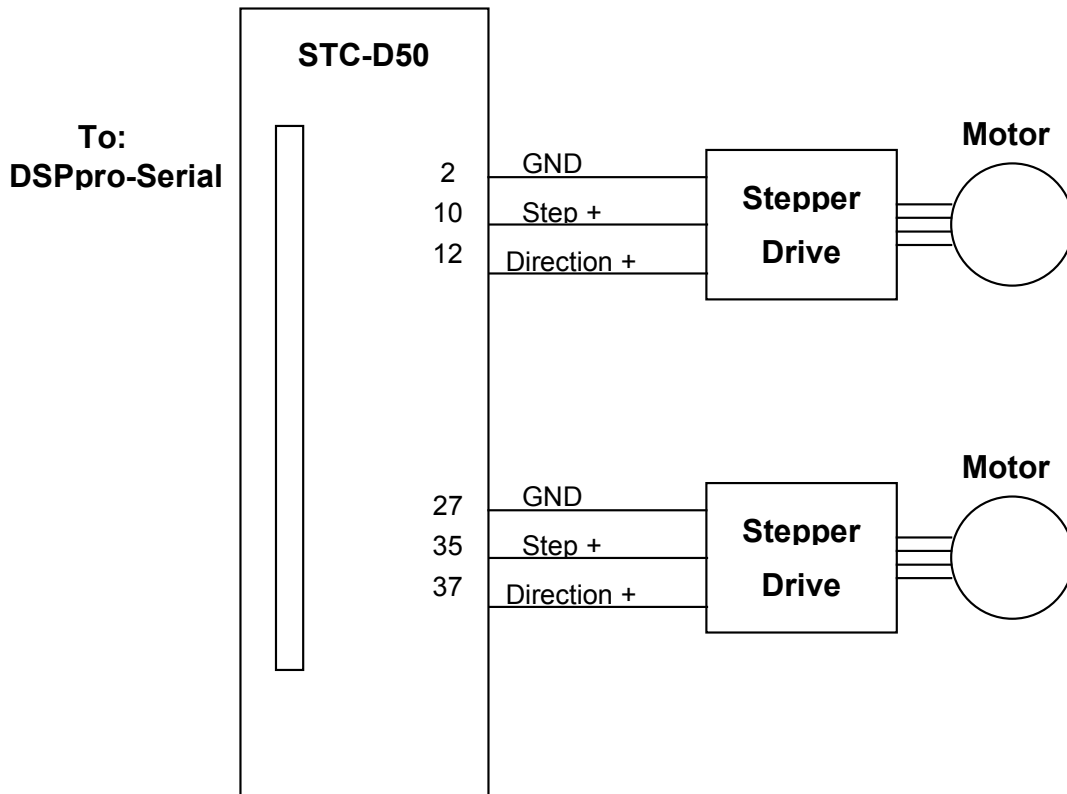 STC-D50
To:
DSPpro-Serial
2
GND
10
Step +
12
Direction +
Stepper
Drive
Motor
27
GND
35
Step +
37
Direction +
Stepper
Drive
Motor